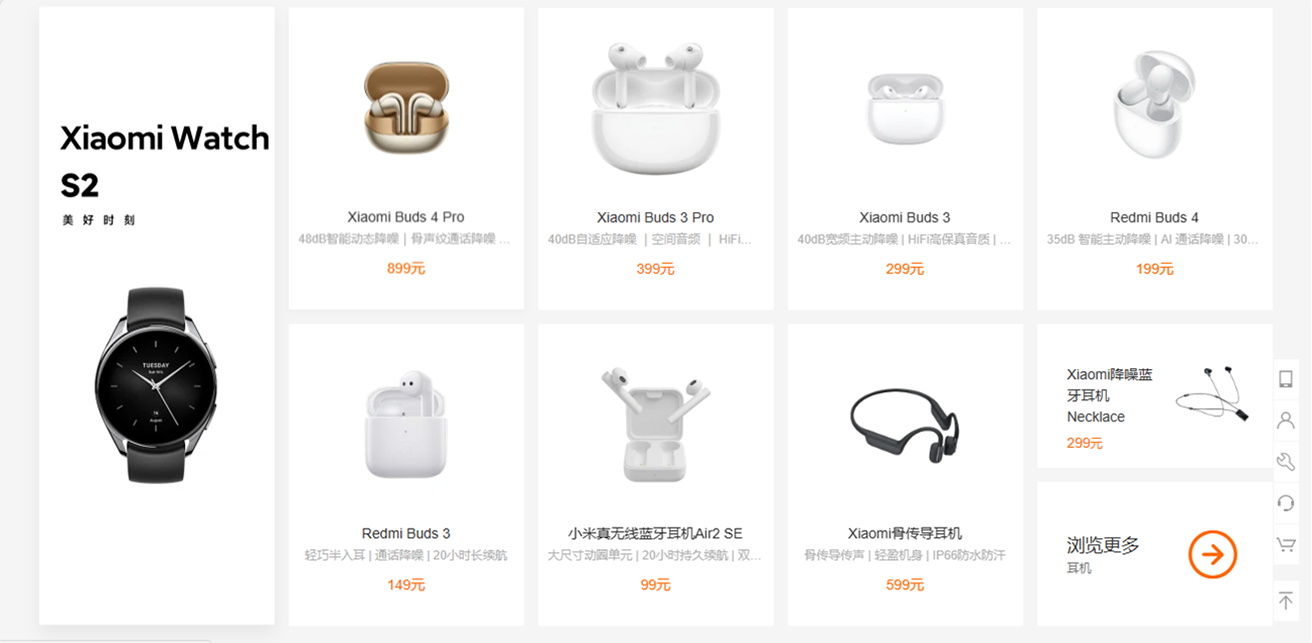 Xiaomi Watch
S2
美好时刻
TUESDAY
August
Xiaomi Buds 4 Pro
48dB智能动态降噪 | 骨声纹通话降噪 ...
899元
Xiaomi Buds 3 Pro
40dB自适应降噪 ｜空间音频 ｜ HiFi...
399元
Xiaomi Buds 3
40dB宽频主动降噪 | HiFi高保真音质 | ...
299元
Redmi Buds 4
35dB 智能主动降噪 | AI 通话降噪 | 30...
199元
Redmi Buds 3
轻巧半入耳 | 通话降噪 | 20小时长续航
149元
小米真无线蓝牙耳机Air2 SE
大尺寸动圈单元 | 20小时持久续航 | 双...
99元
Xiaomi骨传导耳机
骨传导传声 | 轻盈机身 | IP66防水防汗
599元
Xiaomi降噪蓝
牙耳机
Necklace
299元
浏览更多
耳机